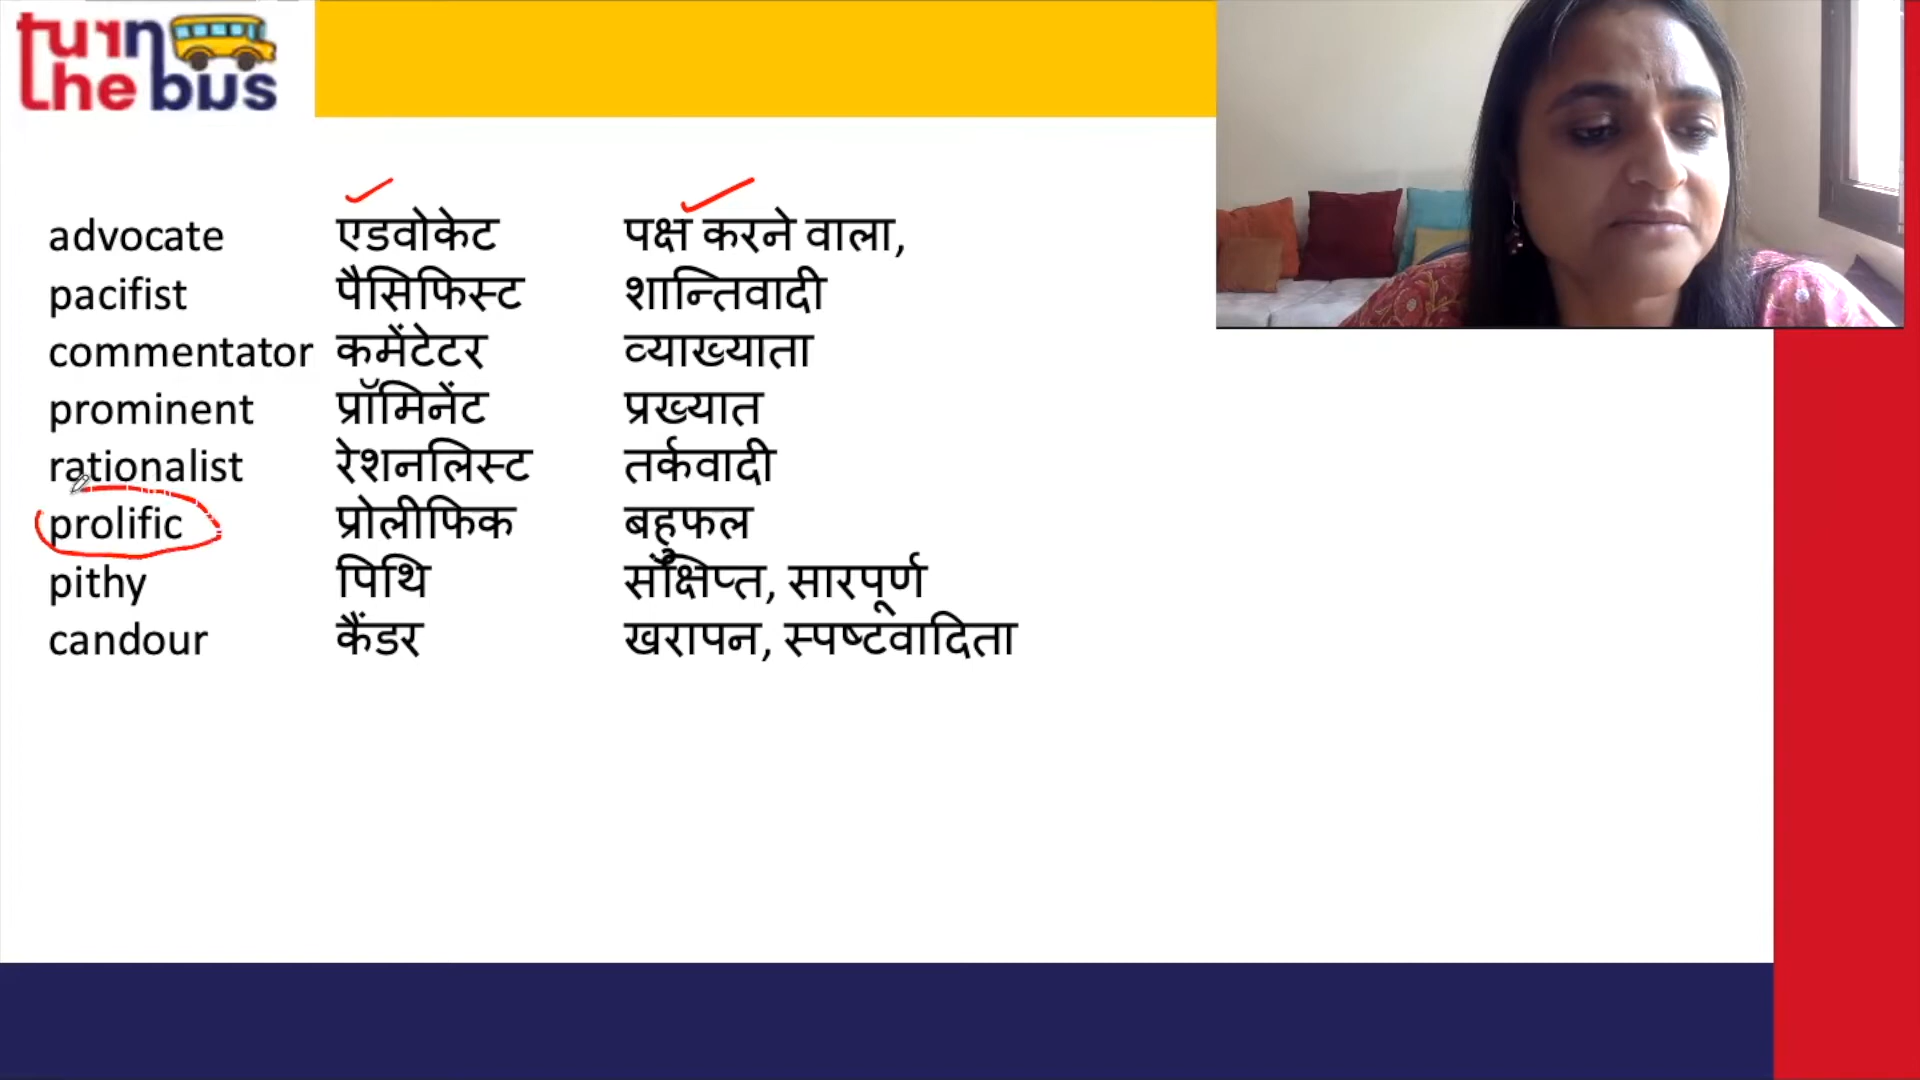 turn
the bus
advocate एडवोकेट पक्ष करने वाला,
pacifist पैसिफिस्ट शान्तिवादी
commentator कमेंटेटर व्याख्याता
prominent प्रॉमिनेंट प्रख्यात
rationalist रेशनलिस्ट तर्कवादी
prolific प्रोलीफिक बहुफल
pithy पिथि संक्षिप्त, सारपूर्ण
candour कैंडर खरापन, स्पष्टवादिता